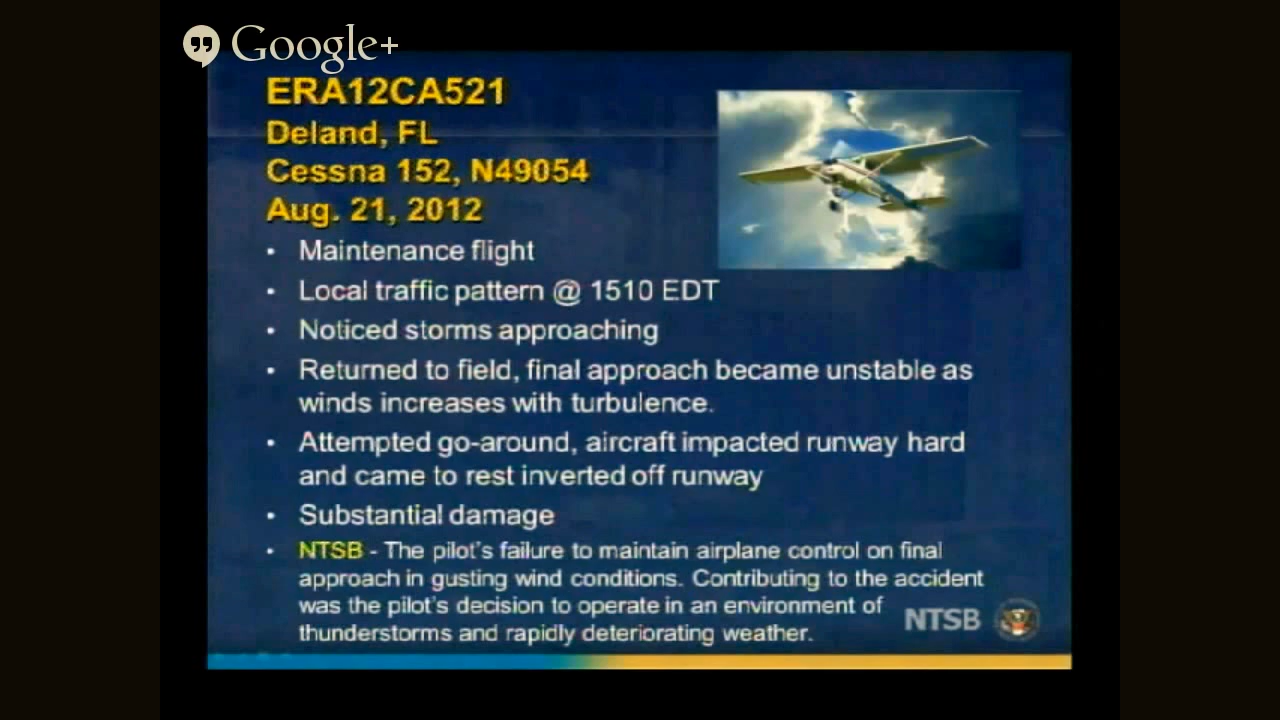 Google+
ERA12CA521
Deland, FL
Cessna 152, N49054
Aug. 21, 2012
• Maintenance flight
• Local traffic pattern @ 1510 EDT
• Noticed storms approaching
• Returned to field, final approach became unstable as
winds increases with turbulence.
• Attempted go-around, aircraft impacted runway hard
and came to rest inverted off runway
• Substantial damage
• NTSB - The pilot's failure to maintain airplane control on final
approach in gusting wind conditions. Contributing to the accident
was the pilot's decision to operate in an environment of
thunderstorms and rapidly deteriorating weather.
NTSB